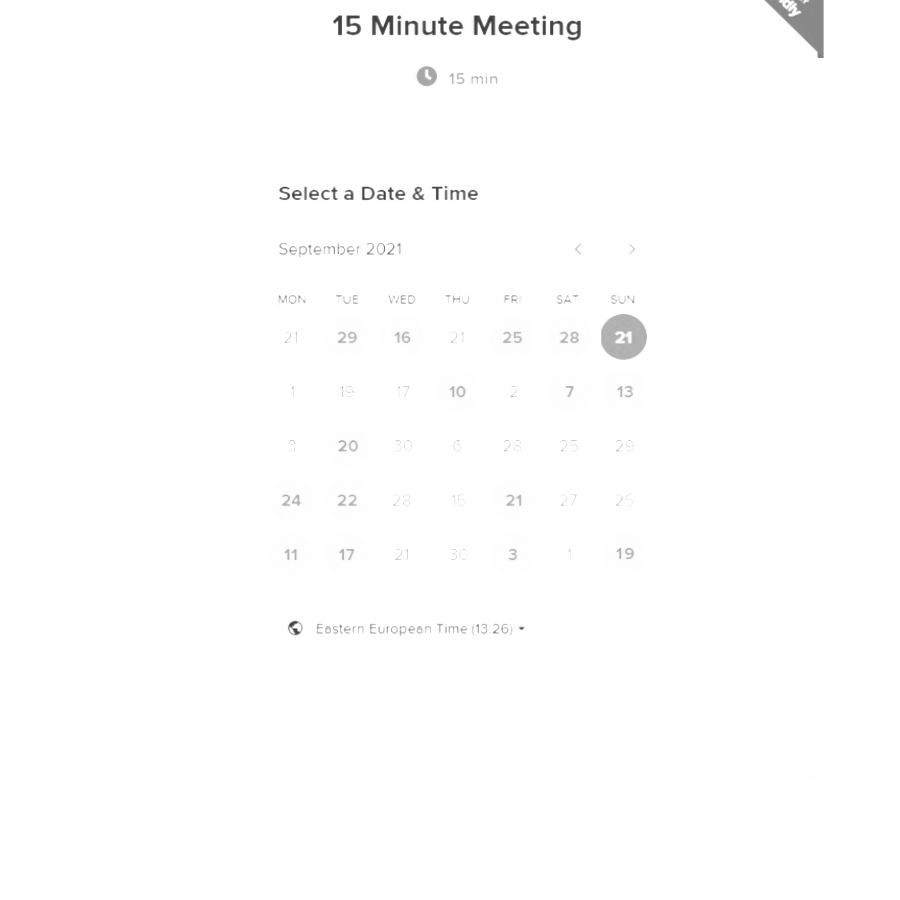 15 Minute Meeting
15 min
Select a Date & Time
September 2021
MON TUE WED THU FRI SAT SUN
21 29 16 21 25 28 21
1 19 17 10 2 7 13
3 20 30 6 28 25 29
24 22 28 15 21 27 25
11 17 21 30 3 1 19
Eastern European Time (13:26)